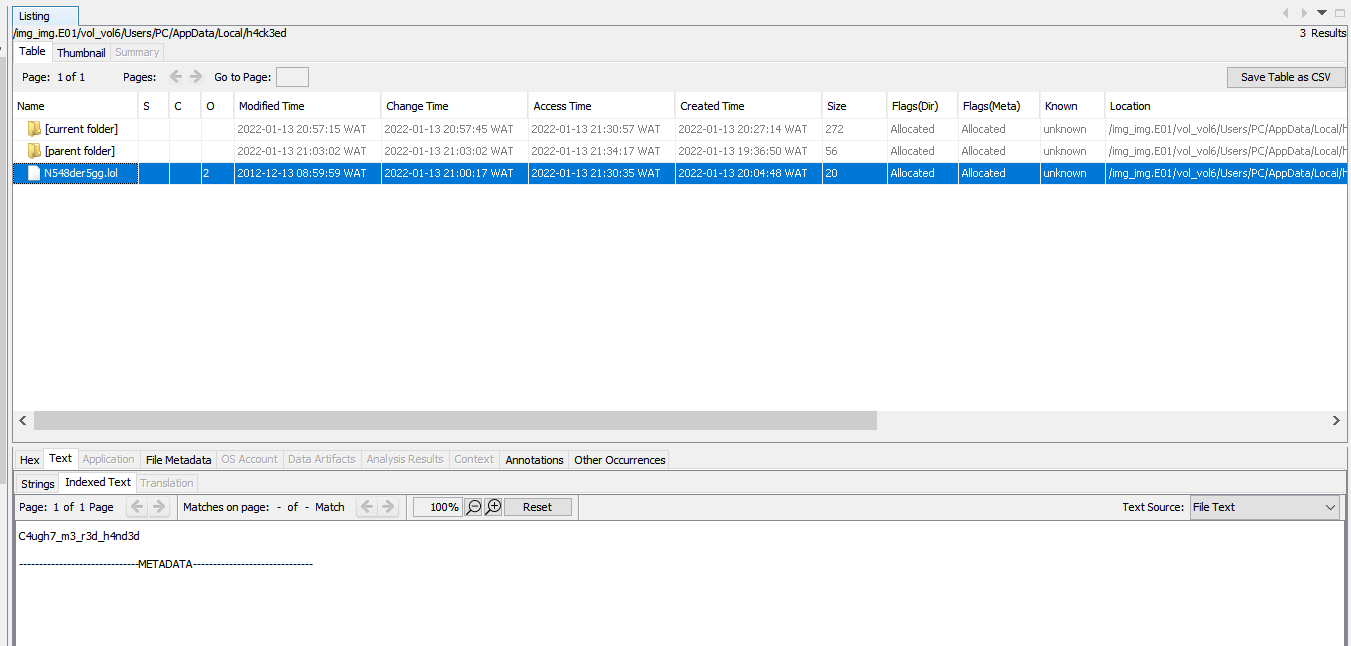 Listing
/img_img.E01/vol_vol6/Users/PC/AppData/Local/h4ck3ed
3 Results
Table Thumbnail Summary
Page: 1 of 1 Pages: Go to Page: Save Table as CSV
Name S C O Modified Time Change Time Access Time Created Time Size Flags(Dir) Flags(Meta) Known Location
[current folder] 2022-01-13 20:57:15 WAT 2022-01-13 20:57:45 WAT 2022-01-13 21:30:57 WAT 2022-01-13 20:27:14 WAT 272 Allocated Allocated unknown /img_img.E01/vol_vol6/Users/PC/AppData/Local/h
[parent folder] 2022-01-13 21:03:02 WAT 2022-01-13 21:03:02 WAT 2022-01-13 21:34:17 WAT 2022-01-13 19:36:50 WAT 56 Allocated Allocated unknown /img_img.E01/vol_vol6/Users/PC/AppData/Local/h
N548der5gg.lol 2 2012-12-13 08:59:59 WAT 2022-01-13 21:00:17 WAT 2022-01-13 21:30:35 WAT 2022-01-13 20:04:48 WAT 20 Allocated Allocated unknown /img_img.E01/vol_vol6/Users/PC/AppData/Local/h
Hex Text Application File Metadata OS Account Data Artifacts Analysis Results Context Annotations Other Occurrences
Strings Indexed Text Translation
Page: 1 of 1 Page Matches on page: - of - Match 100% Reset Text Source: File Text
C4ugh7_m3_r3d_h4nd3d
------------------------------METADATA------------------------------